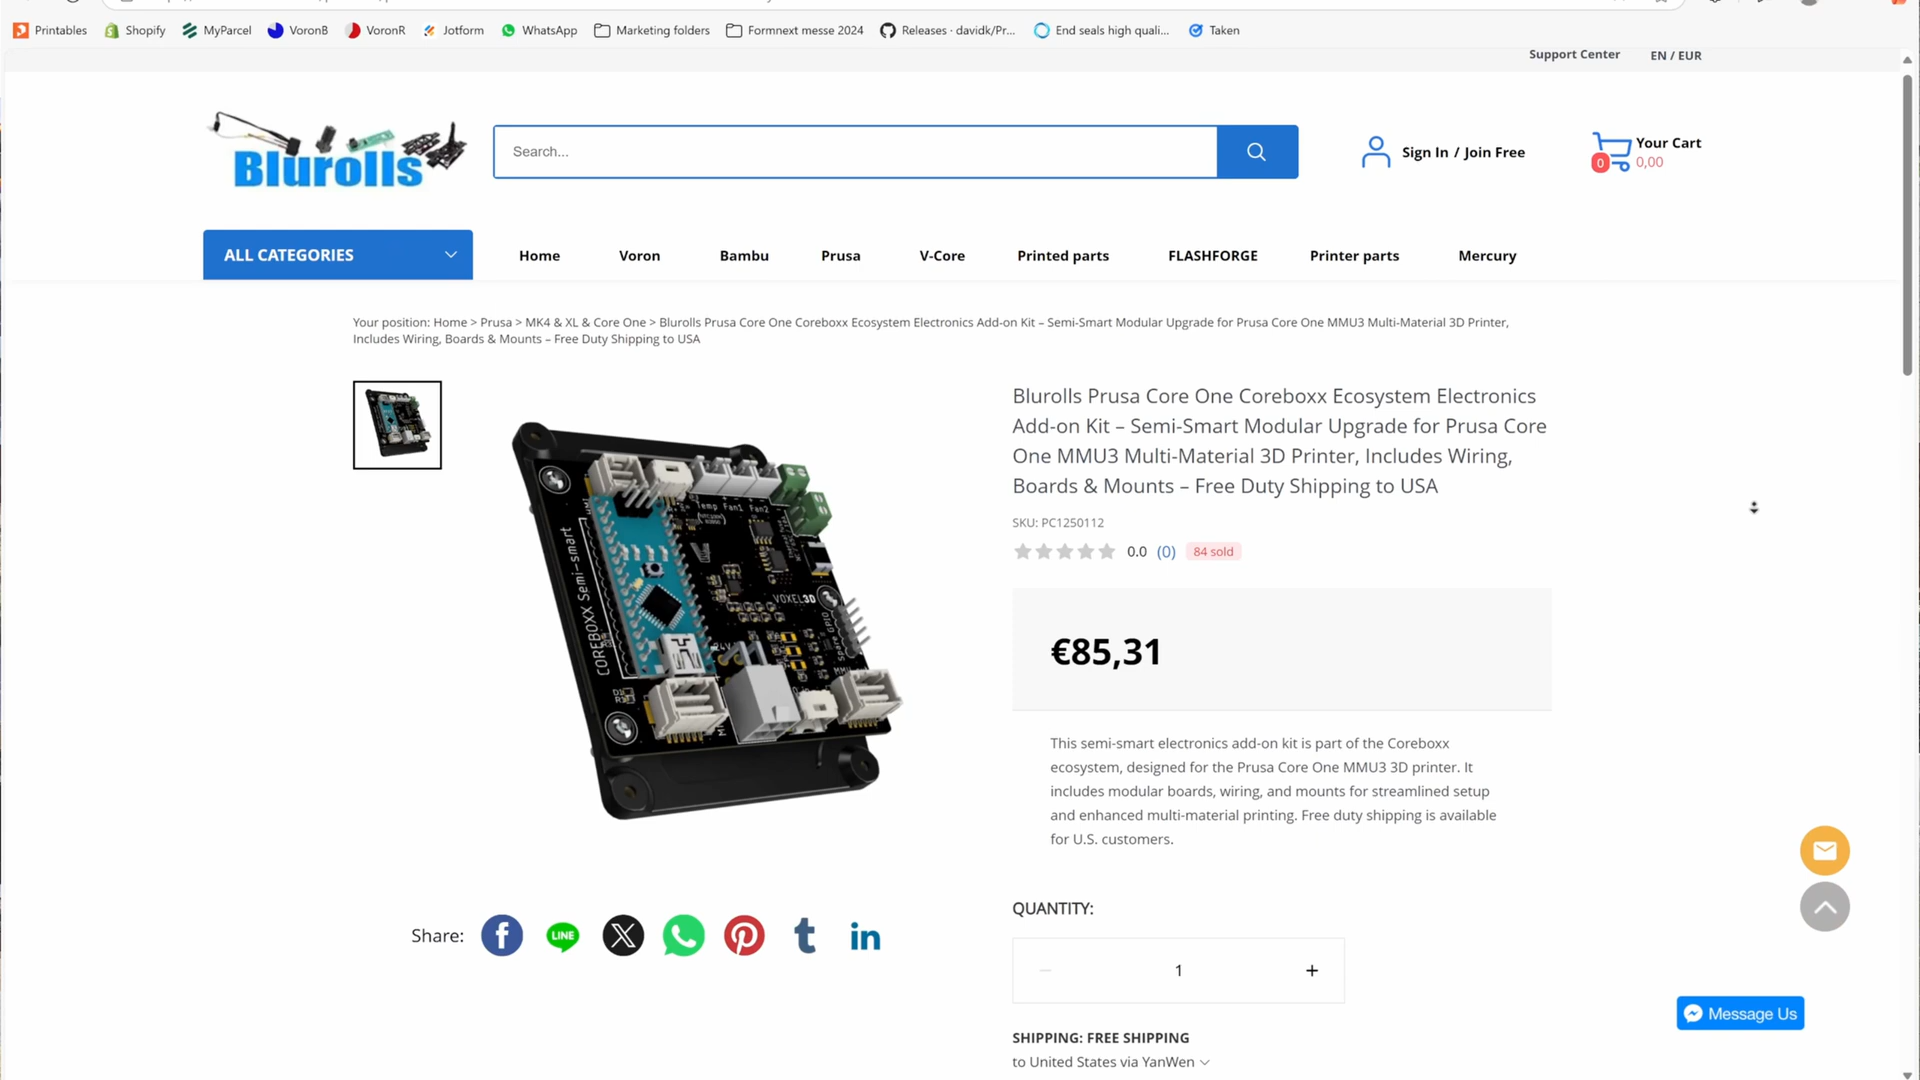 Printables
Shopify
MyParcel
VoronB
VoronR
Jotform
WhatsApp
Marketing folders
Formnext messe 2024
Releases · davidk/Pr...
End seals high quali...
Taken
Support Center
EN / EUR
Blurolls
Search...
Sign In / Join Free
Your Cart
0
0,00
ALL CATEGORIES
Home
Voron
Bambu
Prusa
V-Core
Printed parts
FLASHFORGE
Printer parts
Mercury
Your position: Home > Prusa > MK4 & XL & Core One > Blurolls Prusa Core One Coreboxx Ecosystem Electronics Add-on Kit – Semi-Smart Modular Upgrade for Prusa Core One MMU3 Multi-Material 3D Printer,
Includes Wiring, Boards & Mounts – Free Duty Shipping to USA
Temp Fan1 Fan2
COREBOXX Semi-smart
VOXEL3D
Spare GPIO
Blurolls Prusa Core One Coreboxx Ecosystem Electronics
Add-on Kit – Semi-Smart Modular Upgrade for Prusa Core
One MMU3 Multi-Material 3D Printer, Includes Wiring,
Boards & Mounts – Free Duty Shipping to USA
SKU: PC1250112
0.0 (0) 84 sold
€85,31
This semi-smart electronics add-on kit is part of the Coreboxx
ecosystem, designed for the Prusa Core One MMU3 3D printer. It
includes modular boards, wiring, and mounts for streamlined setup
and enhanced multi-material printing. Free duty shipping is available
for U.S. customers.
Share:
LINE
QUANTITY:
1
SHIPPING: FREE SHIPPING
to United States via YanWen
Message Us